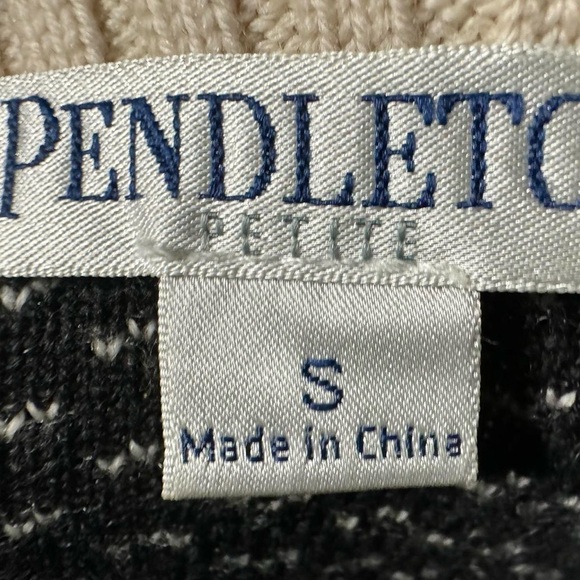 PENDLETO
PETITE
S
Made in China